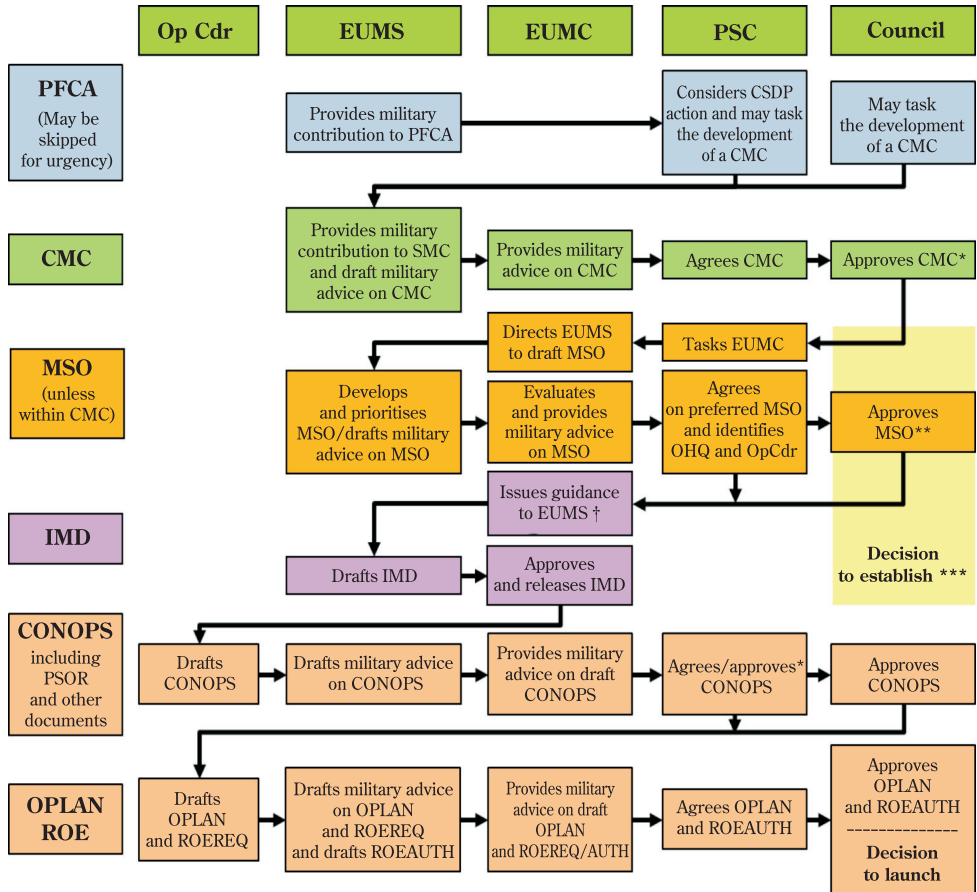 Op Cdr
EUMS
EUMC
PSC
Council
PFCA
(May be
skipped
for urgency)
Provides military
contribution to PFCA
Considers CSDP
action and may task
the development
of a CMC
May task
the development
of a CMC
CMC
Provides military
contribution to SMC
and draft military
advice on CMC
Provides military
advice on CMC
Agrees CMC
Approves CMC*
MSO
(unless
within CMC)
Directs EUMS
to draft MSO
Tasks EUMC
Develops
and prioritises
MSO/drafts military
advice on MSO
Evaluates
and provides
military advice
on MSO
Agrees
on preferred MSO
and identifies
OHQ and OpCdr
Approves
MSO**
IMD
Issues guidance
to EUMS †
Drafts IMD
Approves
and releases IMD
Decision
to establish ***
CONOPS
including
PSOR
and other
documents
Drafts
CONOPS
Drafts military advice
on CONOPS
Provides military
advice on draft
CONOPS
Agrees/approves*
CONOPS
Approves
CONOPS
OPLAN
ROE
Drafts
OPLAN
and ROEREQ
Drafts military advice
on OPLAN
and ROEREQ
and drafts ROEAUTH
Provides military
advice on draft
OPLAN
and ROEREQ/AUTH
Agrees OPLAN
and ROEAUTH
Approves
OPLAN
and ROEAUTH
--------------
Decision
to launch